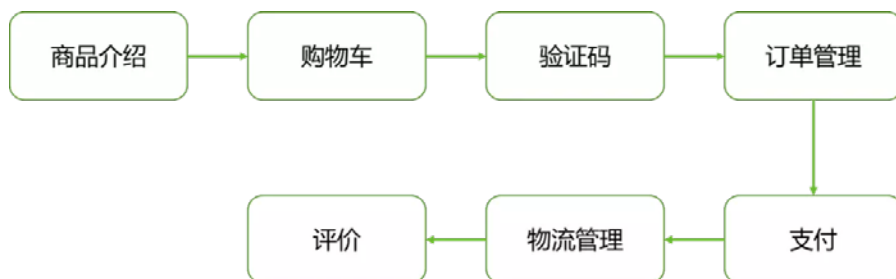 商品介绍
购物车
验证码
订单管理
支付
物流管理
评价